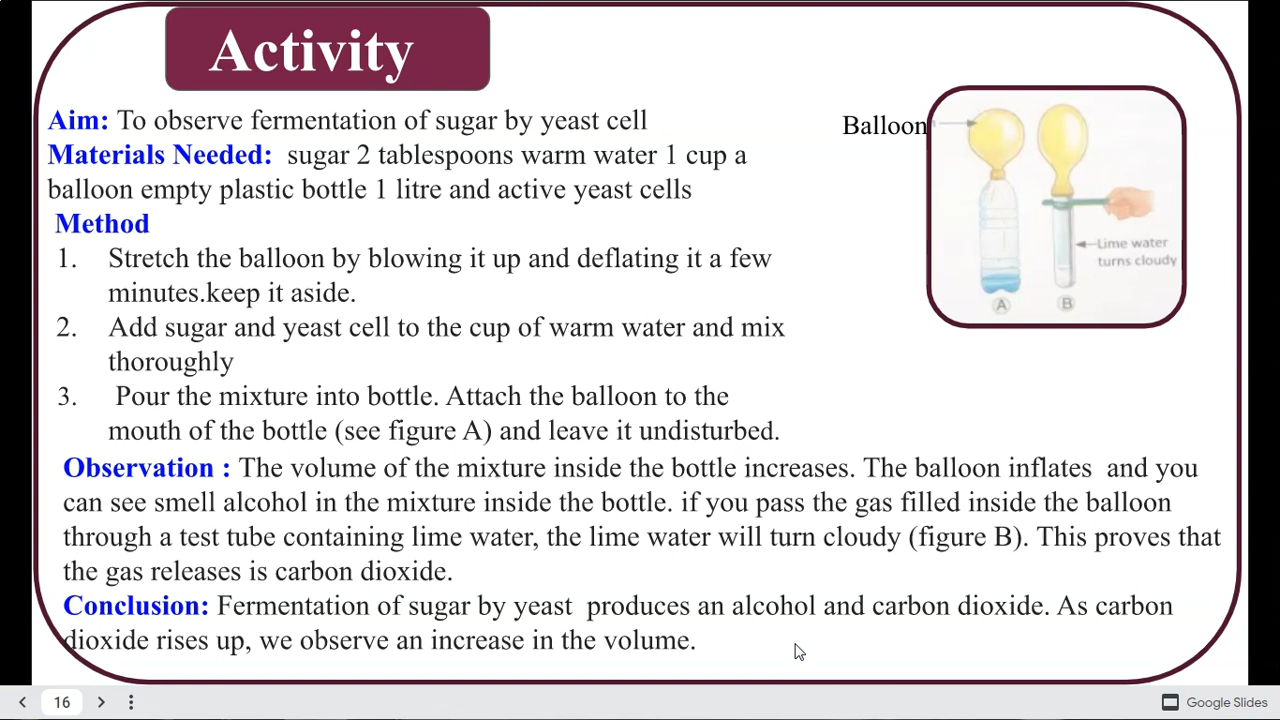 Activity
Aim: To observe fermentation of sugar by yeast cell
Materials Needed: sugar 2 tablespoons warm water 1 cup a
balloon empty plastic bottle 1 litre and active yeast cells
Method
1. Stretch the balloon by blowing it up and deflating it a few
minutes.keep it aside.
2. Add sugar and yeast cell to the cup of warm water and mix
thoroughly
3. Pour the mixture into bottle. Attach the balloon to the
mouth of the bottle (see figure A) and leave it undisturbed.
Balloon
Lime water
turns cloudy
A
B
Observation : The volume of the mixture inside the bottle increases. The balloon inflates and you
can see smell alcohol in the mixture inside the bottle. if you pass the gas filled inside the balloon
through a test tube containing lime water, the lime water will turn cloudy (figure B). This proves that
the gas releases is carbon dioxide.
Conclusion: Fermentation of sugar by yeast produces an alcohol and carbon dioxide. As carbon
dioxide rises up, we observe an increase in the volume.
16
Google Slides